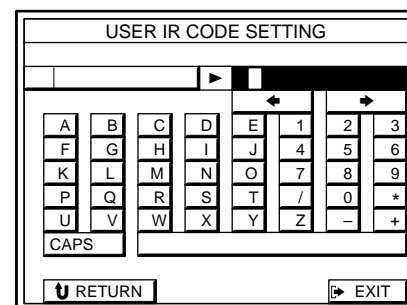 USER IR CODE SETTING
A B C D E 1 2 3
F G H I J 4 5 6
K L M N O 7 8 9
P Q R S T / 0 *
U V W X Y Z – +
CAPS
RETURN EXIT